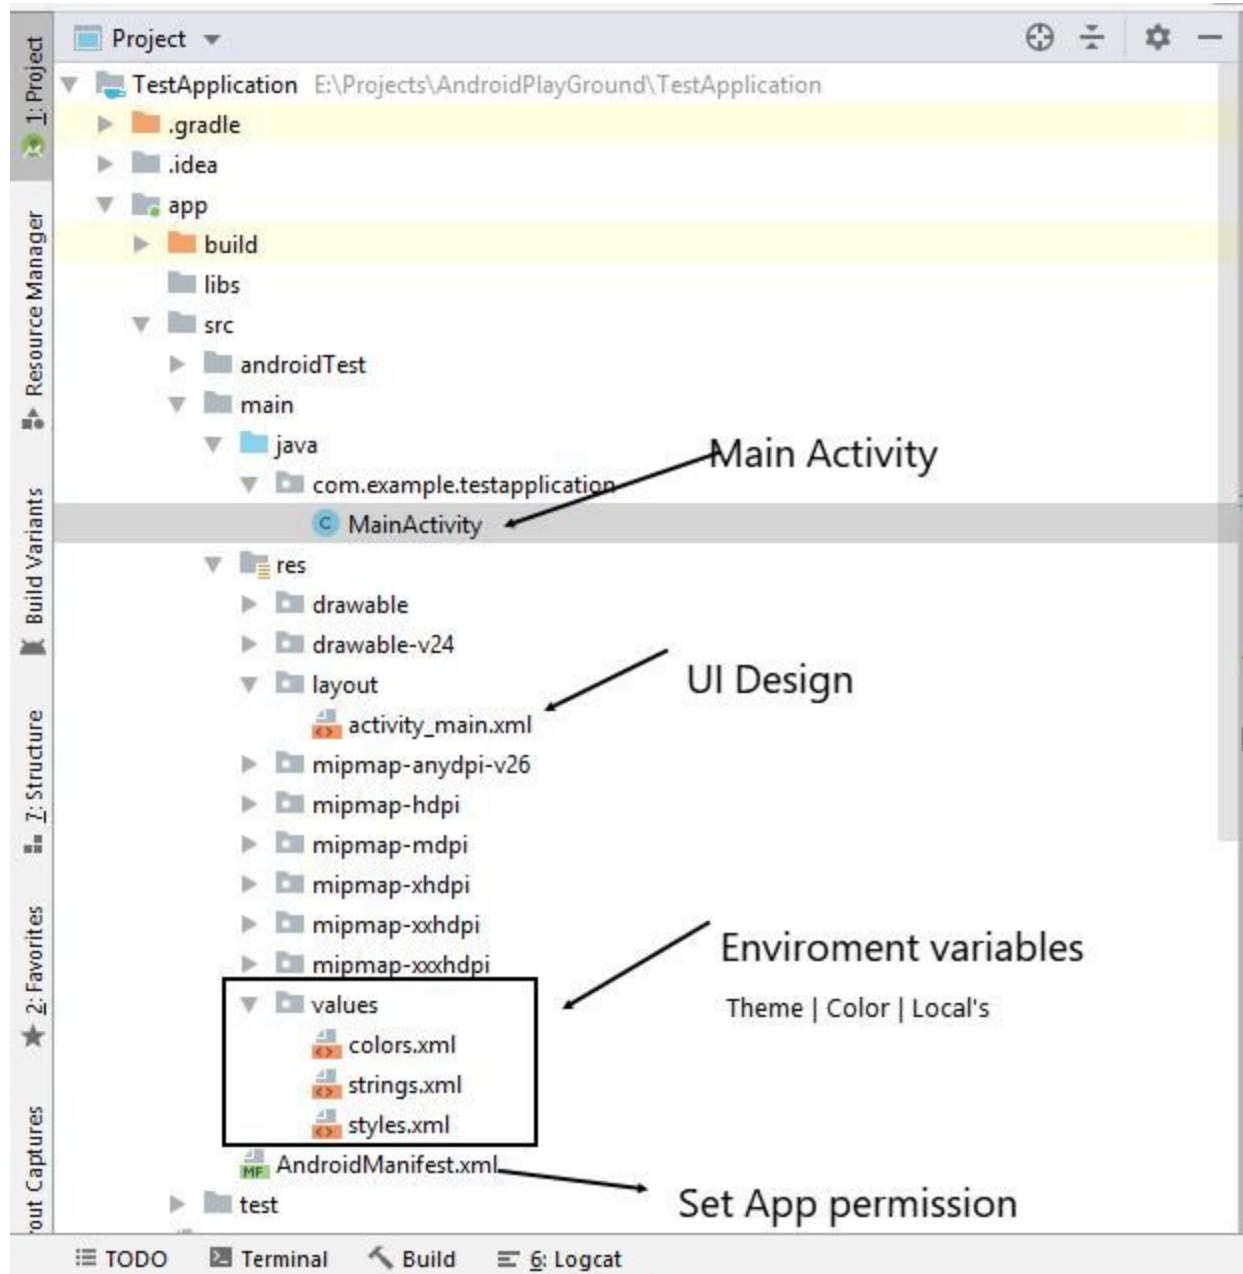 Project
TestApplication E:\Projects\AndroidPlayGround\TestApplication
.gradle
.idea
app
build
libs
src
androidTest
main
java
Main Activity
com.example.testapplication
C MainActivity
res
drawable
drawable-v24
layout
UI Design
activity_main.xml
mipmap-anydpi-v26
mipmap-hdpi
mipmap-mdpi
mipmap-xhdpi
mipmap-xxhdpi
mipmap-xxxhdpi
Enviroment variables
values
Theme | Color | Local's
colors.xml
strings.xml
styles.xml
MF AndroidManifest.xml
Set App permission
test
1: Project
Resource Manager
Build Variants
7: Structure
2: Favorites
out Captures
TODO Terminal Build 6: Logcat